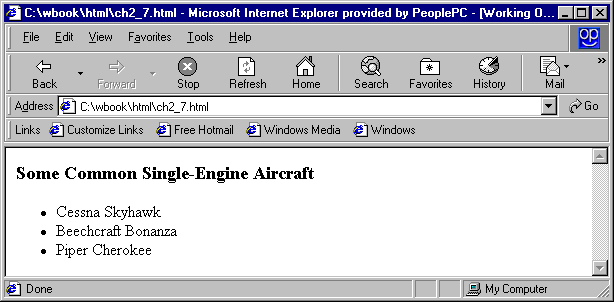 C:\wbook\html\ch2_7.html - Microsoft Internet Explorer provided by PeoplePC - [Working O...
File Edit View Favorites Tools Help
Back Forward Stop Refresh Home Search Favorites History Mail »
Address C:\wbook\html\ch2_7.html Go
Links Customize Links Free Hotmail Windows Media Windows
Some Common Single-Engine Aircraft
• Cessna Skyhawk
• Beechcraft Bonanza
• Piper Cherokee
Done My Computer